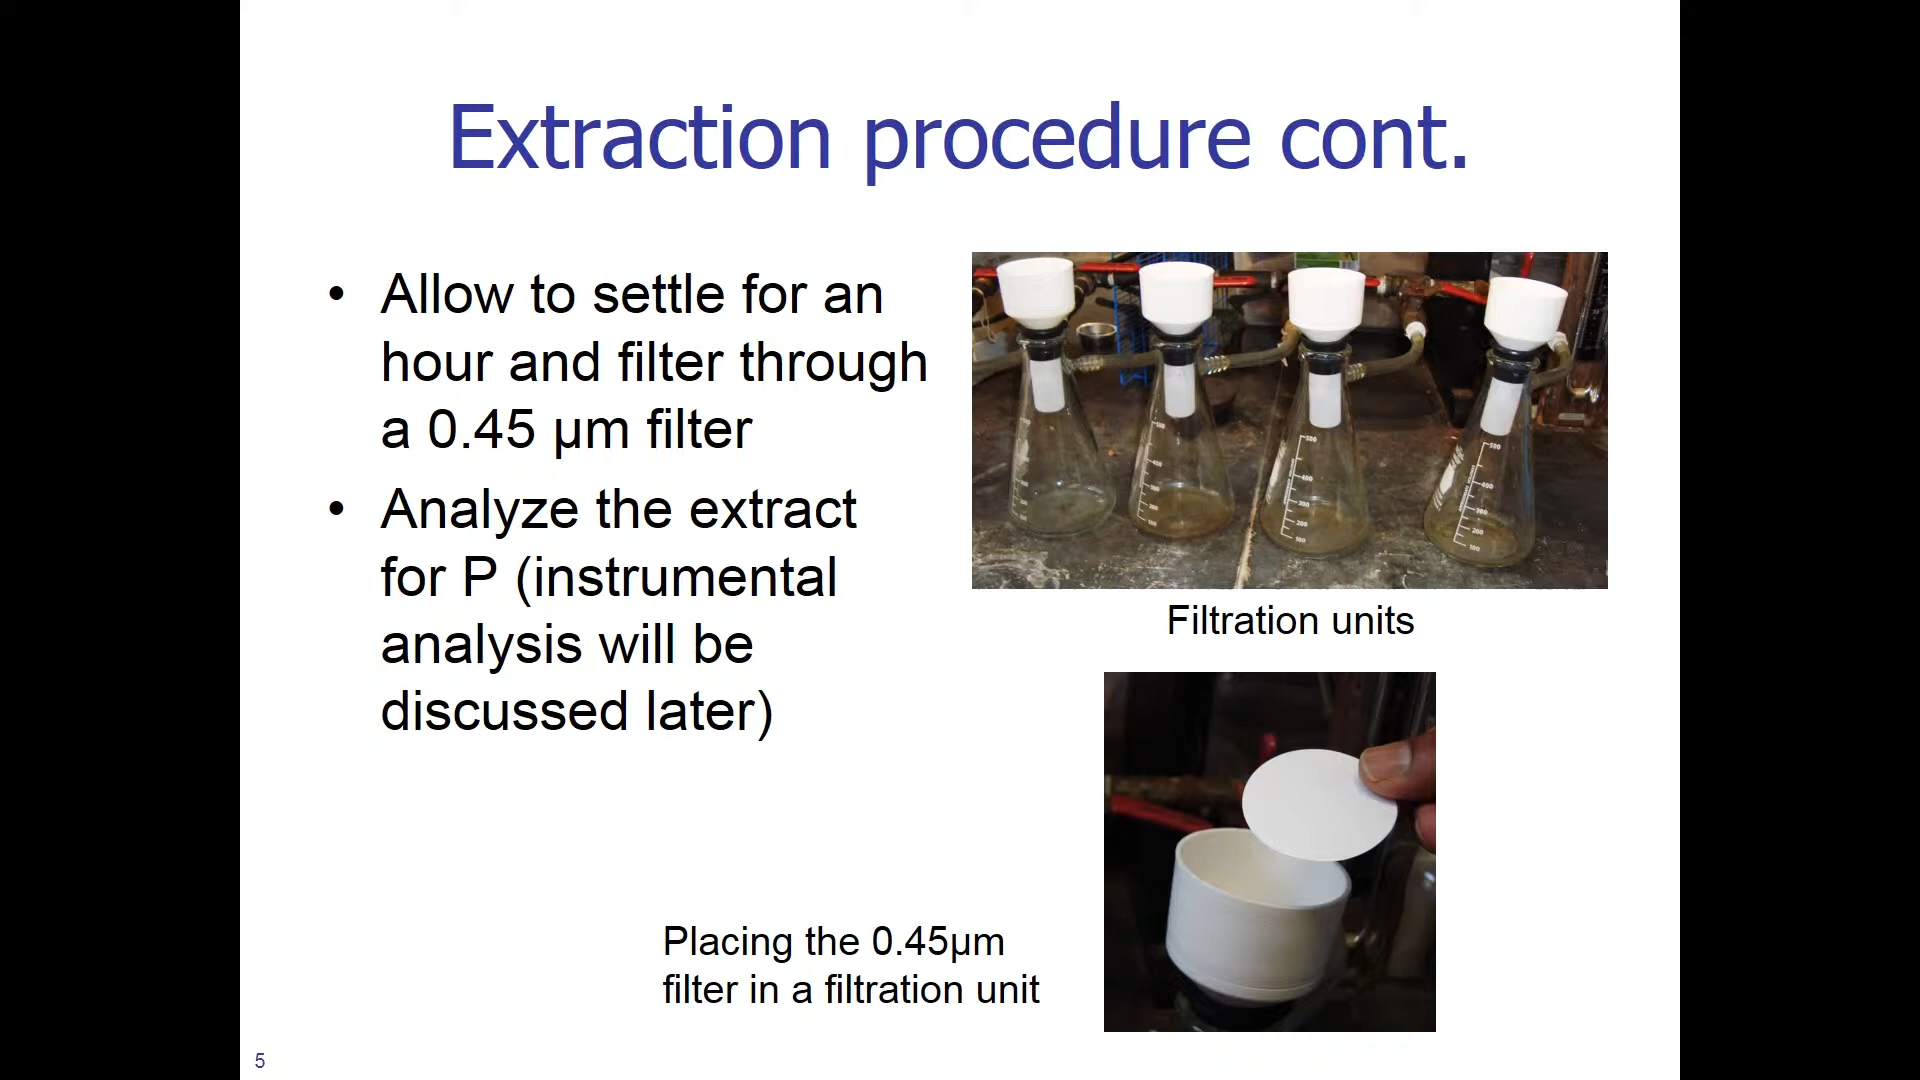 Extraction procedure cont.
• Allow to settle for an
hour and filter through
a 0.45 µm filter
• Analyze the extract
for P (instrumental
analysis will be
discussed later)
Filtration units
Placing the 0.45µm
filter in a filtration unit
5